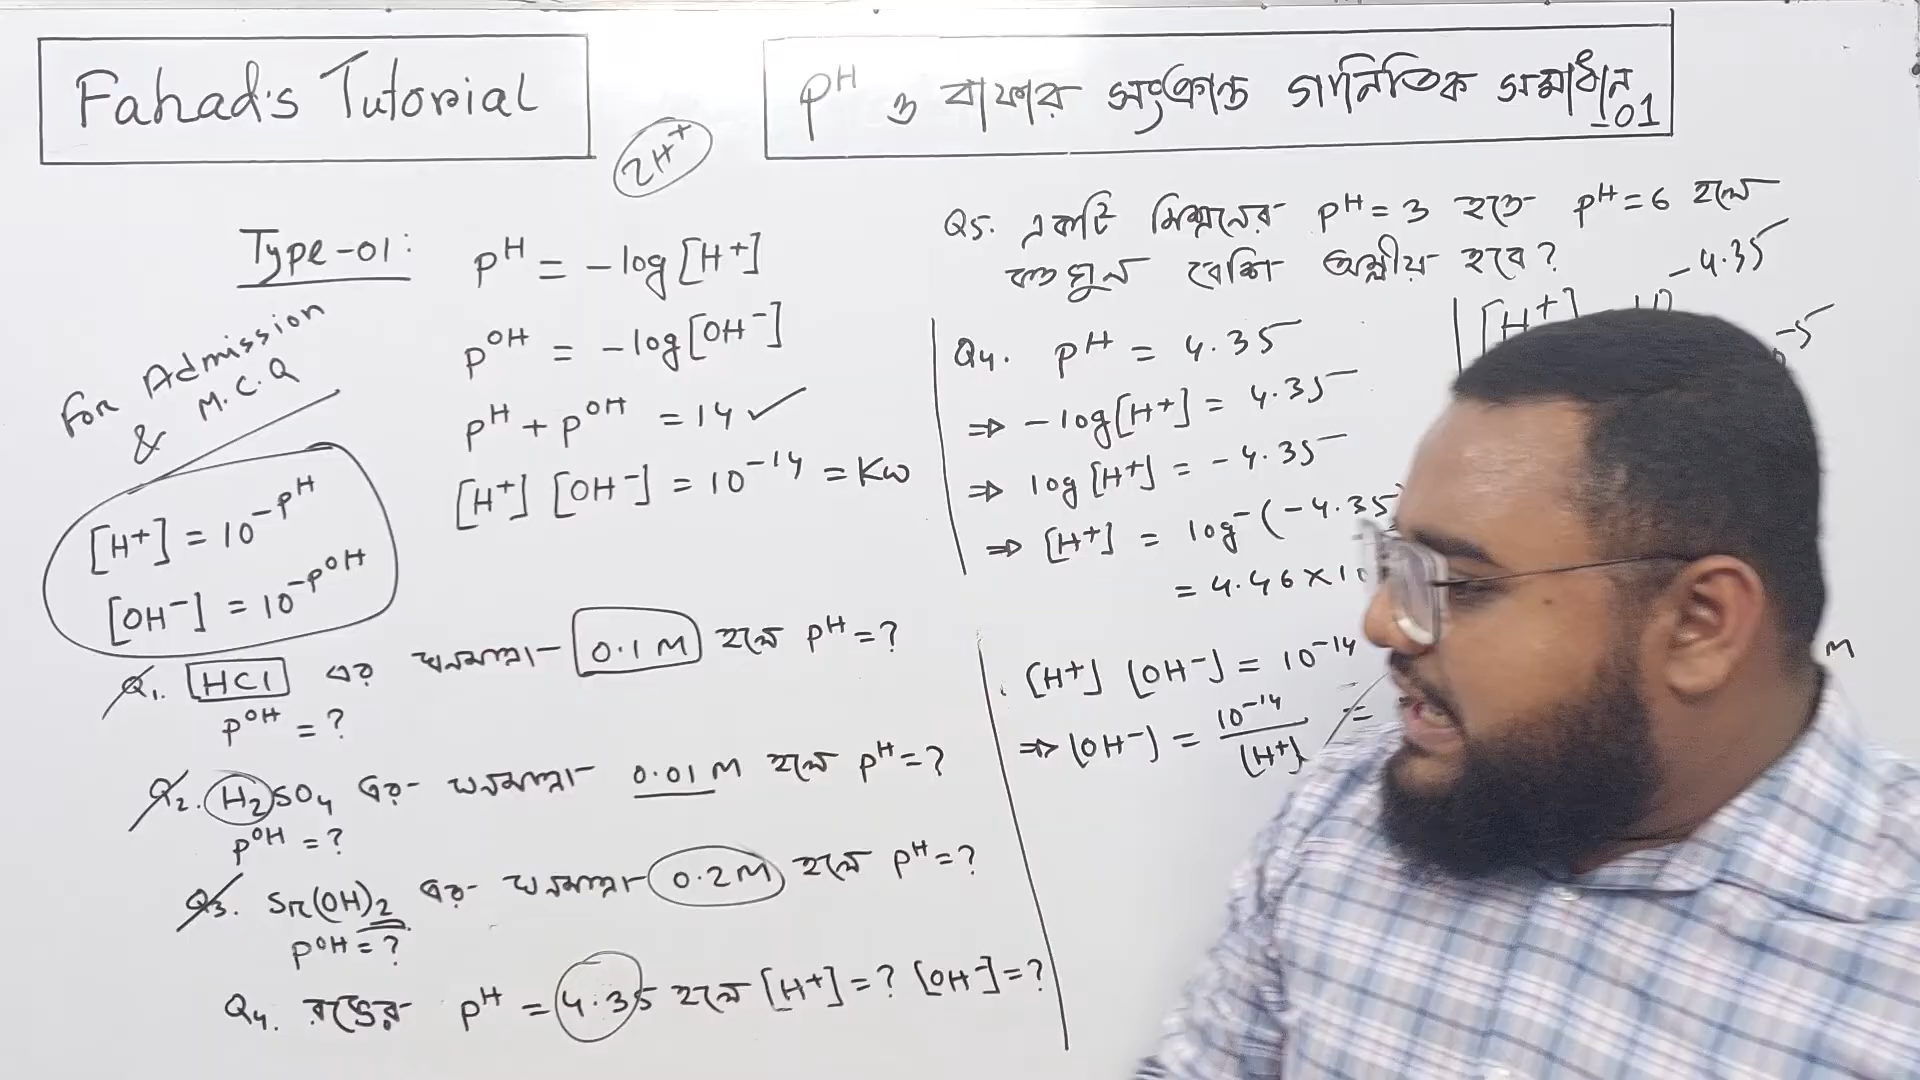 Fahad's Tutorial
pH ও বাফার সংক্রান্ত গানিতিক সমাধান -01
2H+
Type-01:
pH = -log[H+]
pOH = -log[OH-]
pH + pOH = 14 ✓
[H+] [OH-] = 10^-14 = Kw
For Admission
& M.C.Q
[H+] = 10^-pH
[OH-] = 10^-pOH
Q1. HCl এর ঘনমাত্রা 0.1 M হলে pH = ?
pOH = ?
Q2. H2SO4 এর ঘনমাত্রা 0.01 M হলে pH = ?
pOH = ?
Q3. Sr(OH)2 এর ঘনমাত্রা 0.2 M হলে pH = ?
pOH = ?
Q4. রক্তের pH = 4.35 হলে [H+] = ? [OH-] = ?
Q5. একটি মিশ্রনের pH = 3 হতে pH = 6 হলে
কত গুন বেশি অম্লীয় হবে?
Q4. pH = 4.35
⇒ -log[H+] = 4.35
⇒ log[H+] = -4.35
⇒ [H+] = log^- (-4.35
= 4.46 × 10
[H+] 10^-4.35
-5
[H+] [OH-] = 10^-14
⇒ [OH-] = 10^-14 / [H+] =
M